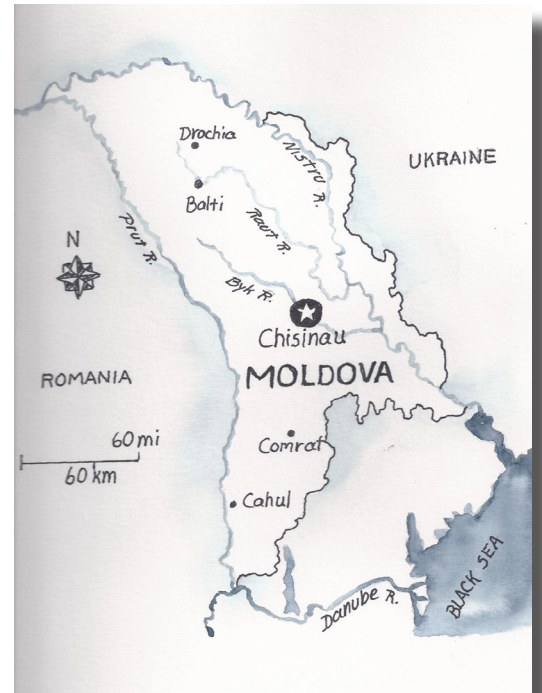 Drochia
NISTRU R.
UKRAINE
Balti
Raut R.
Prut R.
N
Byk R.
Chisinau
ROMANIA
MOLDOVA
60 mi
60 km
Comrat
Cahul
BLACK SEA
Danube R.